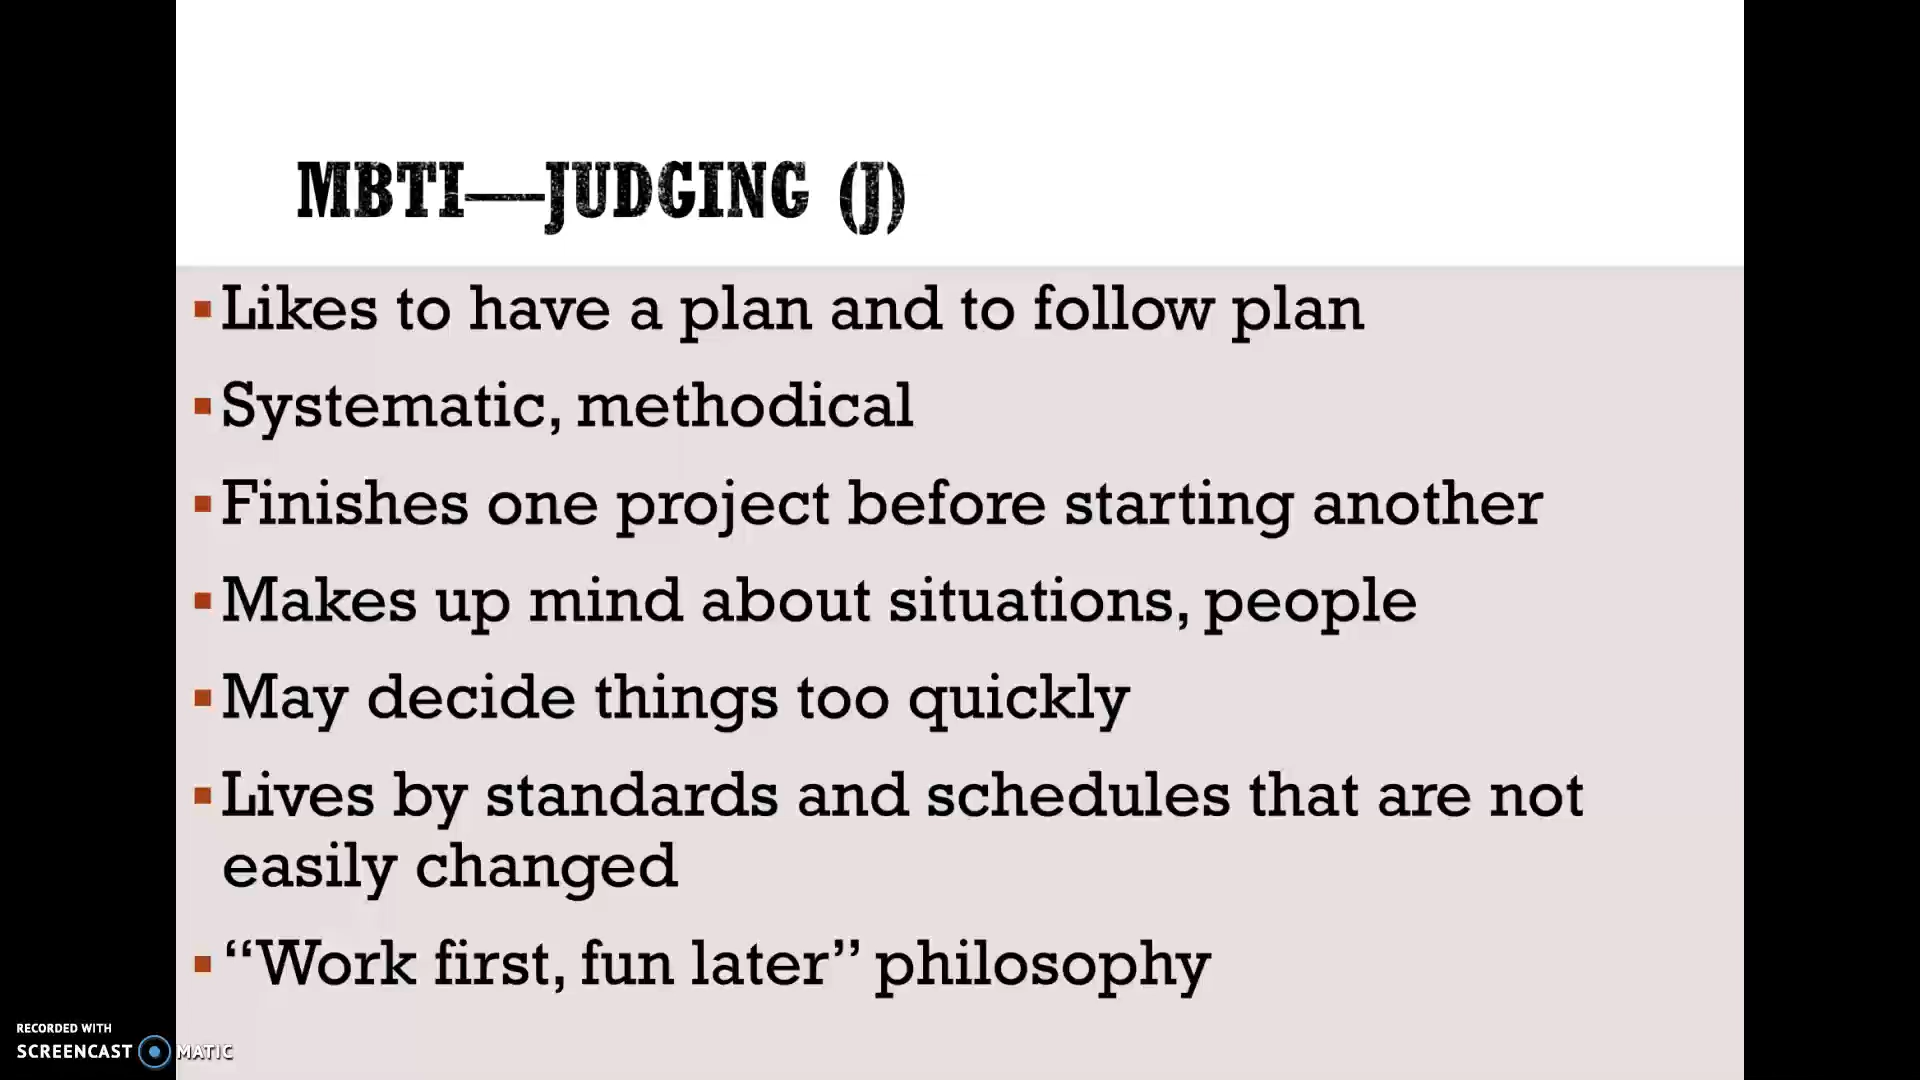 MBTI—JUDGING (J)
▪Likes to have a plan and to follow plan
▪Systematic, methodical
▪Finishes one project before starting another
▪Makes up mind about situations, people
▪May decide things too quickly
▪Lives by standards and schedules that are not
easily changed
▪“Work first, fun later” philosophy
RECORDED WITH
SCREENCAST MATIC